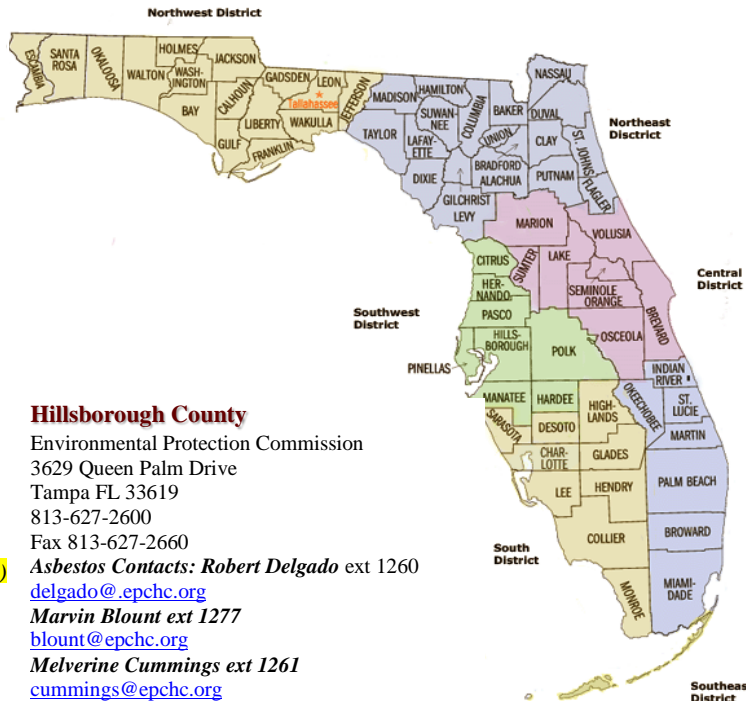 Northwest District
ESCAMBIA
SANTA
ROSA
OKALOOSA
WALTON
HOLMES
WASH-
INGTON
JACKSON
BAY
CALHOUN
GULF
LIBERTY
GADSDEN
FRANKLIN
LEON
Tallahassee
WAKULLA
JEFFERSON
MADISON
HAMILTON
TAYLOR
SUWAN-
NEE
LAFAY-
ETTE
DIXIE
COLUMBIA
BAKER
UNION
BRADFORD
ALACHUA
GILCHRIST
LEVY
NASSAU
DUVAL
CLAY
ST. JOHNS
PUTNAM
FLAGLER
Northeast
Disctrict
MARION
VOLUSIA
SUMTER
LAKE
SEMINOLE
ORANGE
BREVARD
OSCEOLA
Central
District
CITRUS
HER-
NANDO
PASCO
HILLS-
BOROUGH
PINELLAS
POLK
MANATEE
HARDEE
Southwest
District
SARASOTA
DESOTO
HIGH-
LANDS
CHAR-
LOTTE
GLADES
LEE
HENDRY
COLLIER
MONROE
South
District
INDIAN
RIVER
OKEECHOBEE
ST.
LUCIE
MARTIN
PALM BEACH
BROWARD
MIAMI-
DADE
Southeas
District
Hillsborough County
Environmental Protection Commission
3629 Queen Palm Drive
Tampa FL 33619
813-627-2600
Fax 813-627-2660
) Asbestos Contacts: Robert Delgado ext 1260
delgado@.epchc.org
Marvin Blount ext 1277
blount@epchc.org
Melverine Cummings ext 1261
cummings@epchc.org